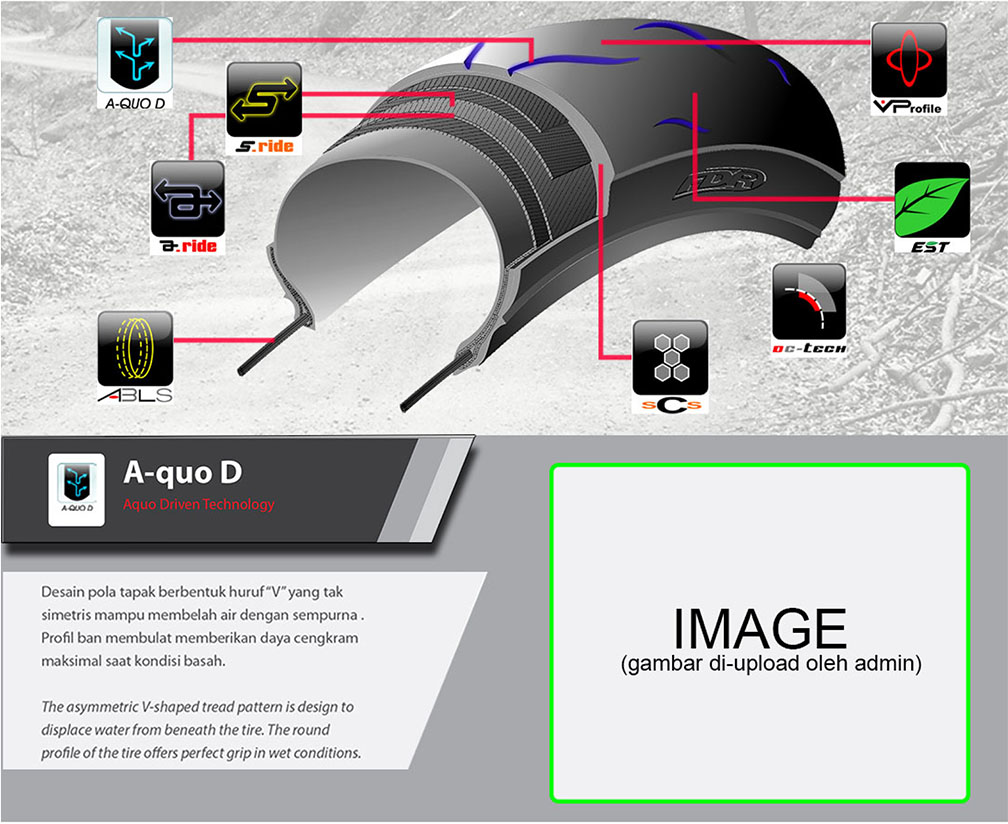 A-QUO D
S.ride
a.ride
ABLS
FDR
VProfile
EST
OC-TECH
SCS
A-QUO D
A-quo D
Aquo Driven Technology
Desain pola tapak berbentuk huruf “V” yang tak
simetris mampu membelah air dengan sempurna .
Profil ban membulat memberikan daya cengkram
maksimal saat kondisi basah.
The asymmetric V-shaped tread pattern is design to
displace water from beneath the tire. The round
profile of the tire offers perfect grip in wet conditions.
IMAGE
(gambar di-upload oleh admin)